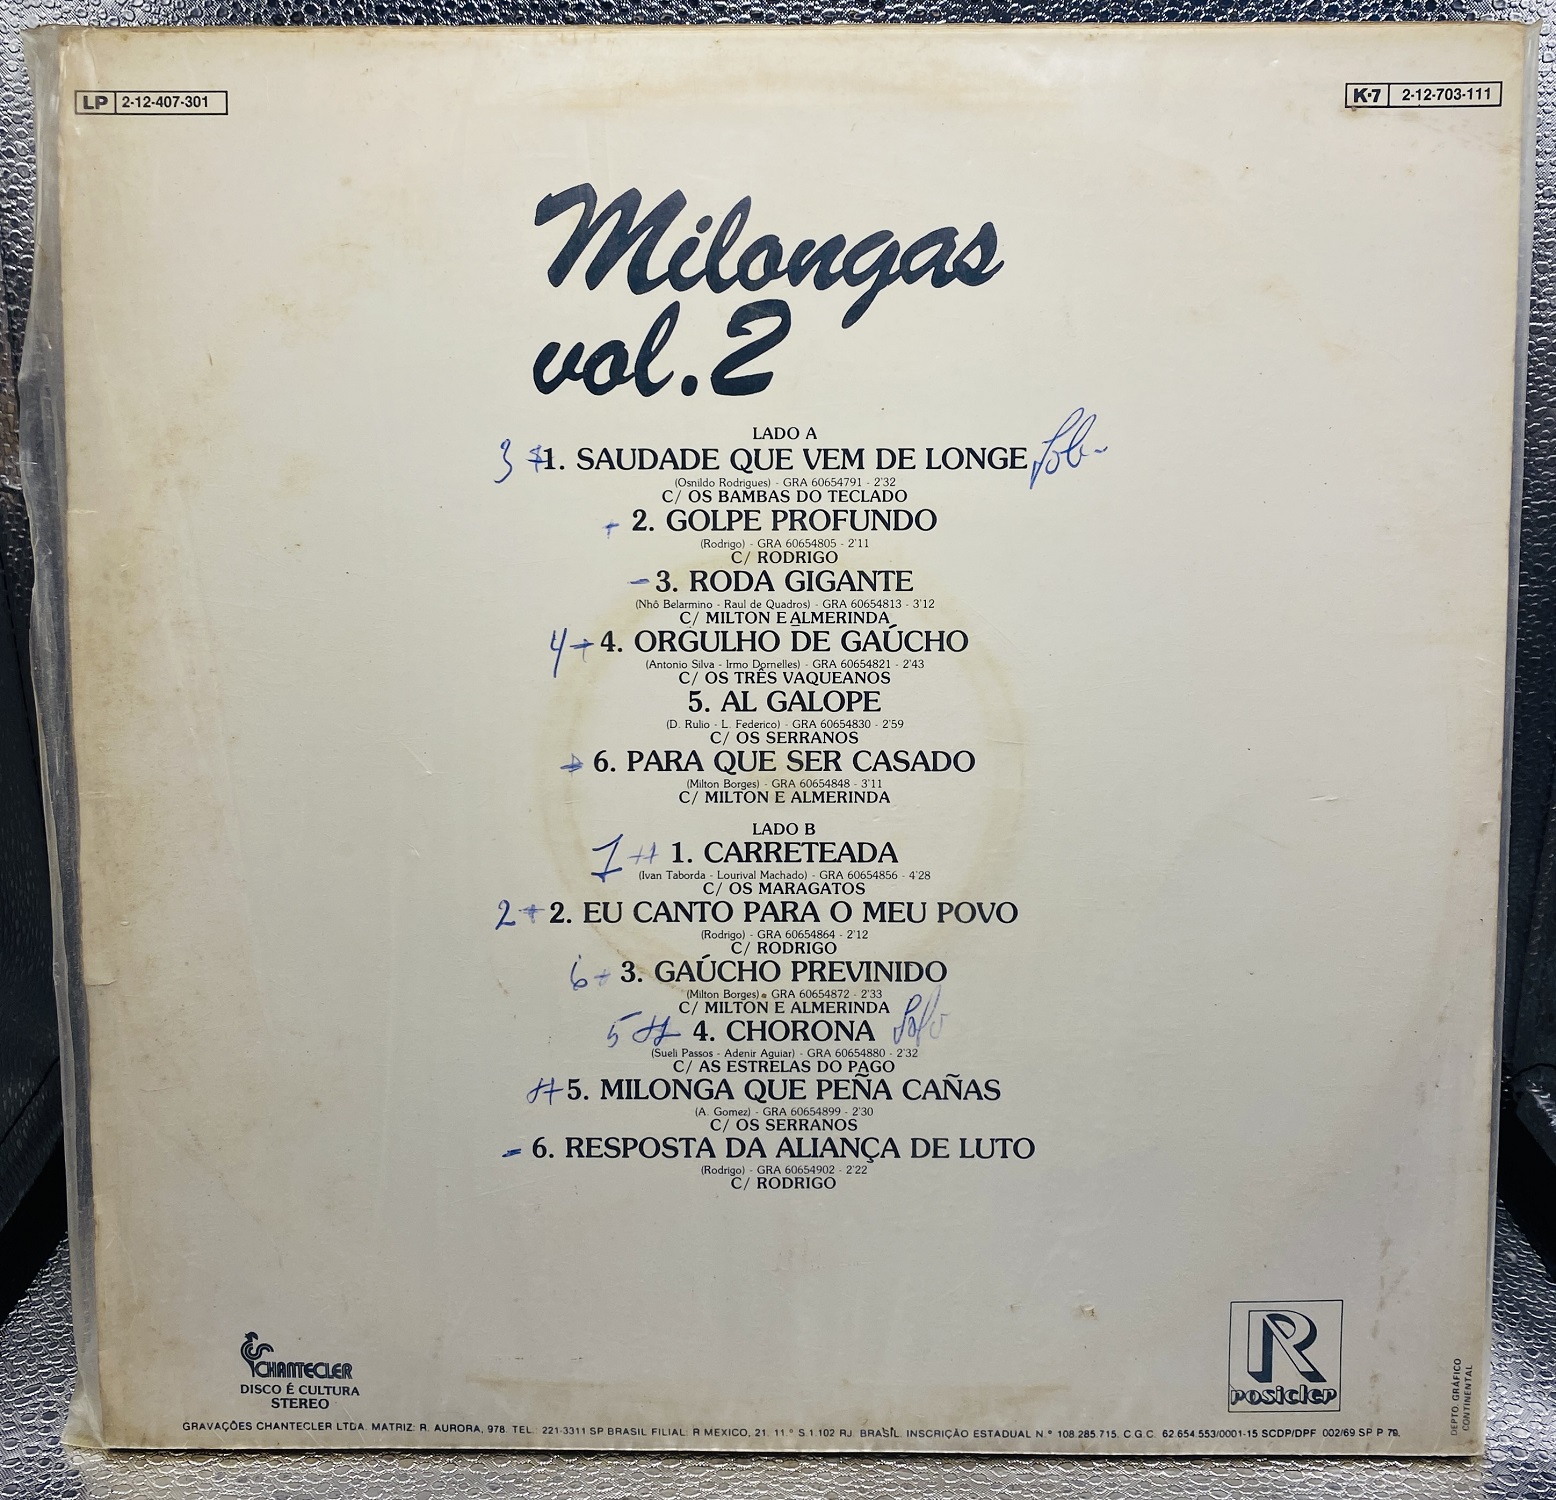 LP 2-12-407-301
K·7 2-12-703-111
Milongas
vol.2
LADO A
3 1. SAUDADE QUE VEM DE LONGE
(Osnildo Rodrigues) - GRA 60654791 - 2'32
C/ OS BAMBAS DO TECLADO
+ 2. GOLPE PROFUNDO
(Rodrigo) - GRA 60654805 - 2'11
C/ RODRIGO
- 3. RODA GIGANTE
(Nhô Belarmino - Raul de Quadros) - GRA 60654813 - 3'12
C/ MILTON E ALMERINDA
4 + 4. ORGULHO DE GAÚCHO
(Antonio Silva - Irmo Dornelles) - GRA 60654821 - 2'43
C/ OS TRÊS VAQUEANOS
5. AL GALOPE
(D. Rulio - L. Federico) - GRA 60654830 - 2'59
C/ OS SERRANOS
6. PARA QUE SER CASADO
(Milton Borges) - GRA 60654848 - 3'11
C/ MILTON E ALMERINDA
LADO B
1 # 1. CARRETEADA
(Ivan Taborda - Lourival Machado) - GRA 60654856 - 4'28
C/ OS MARAGATOS
2 + 2. EU CANTO PARA O MEU POVO
(Rodrigo) - GRA 60654864 - 2'12
C/ RODRIGO
6 + 3. GAÚCHO PREVINIDO
(Milton Borges) - GRA 60654872 - 2'33
C/ MILTON E ALMERINDA
5 # 4. CHORONA Solo
(Sueli Passos - Adenir Aguiar) - GRA 60654880 - 2'32
C/ AS ESTRELAS DO PAGO
# 5. MILONGA QUE PEÑA CAÑAS
(A. Gomez) - GRA 60654899 - 2'30
C/ OS SERRANOS
- 6. RESPOSTA DA ALIANÇA DE LUTO
(Rodrigo) - GRA 60654902 - 2'22
C/ RODRIGO
CHANTECLER
DISCO É CULTURA
STEREO
R
rosicler
DEPTO. GRÁFICO
CONTINENTAL
GRAVAÇÕES CHANTECLER LTDA. MATRIZ: R. AURORA, 978. TEL.: 221-3311 SP BRASIL FILIAL: R MEXICO, 21. 11.º S.1.102 RJ. BRASIL. INSCRIÇÃO ESTADUAL N.º 108.285.715. C.G.C. 62.654.553/0001-15 SCDP/DPF 002/69 SP P 79.